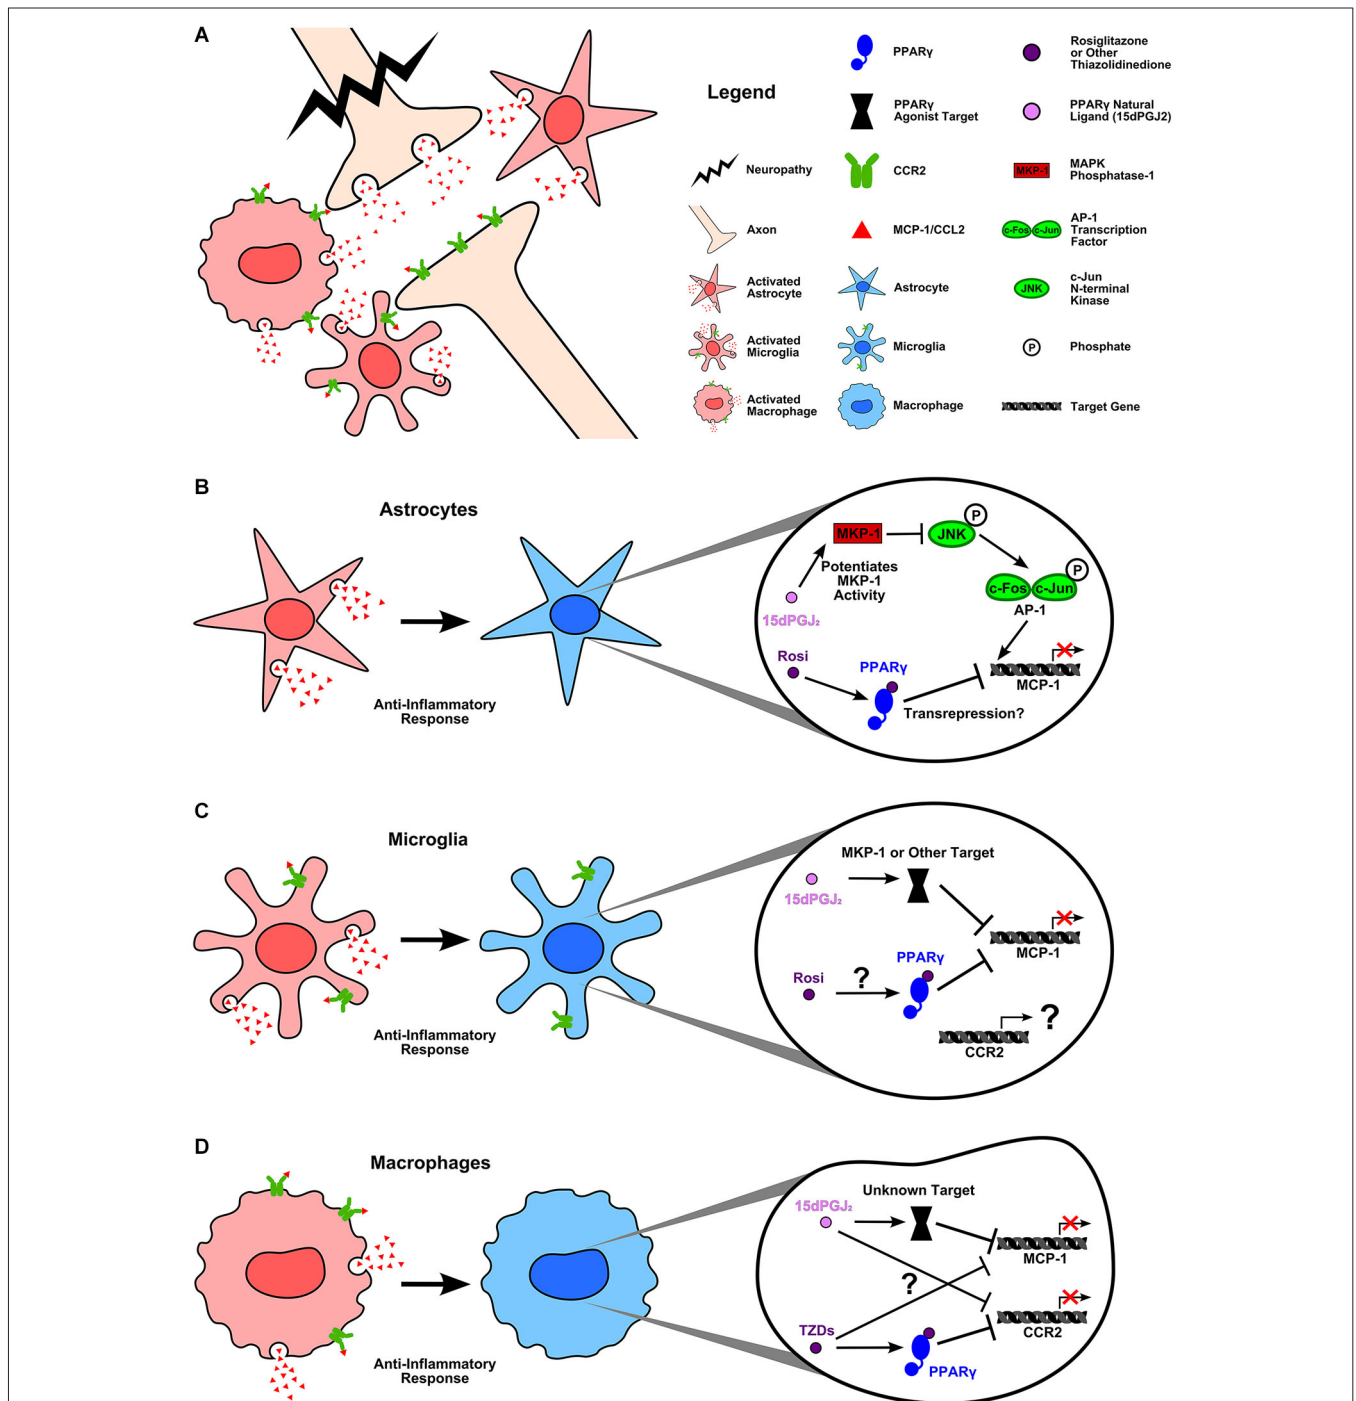 A
Legend
Neuropathy
Axon
Activated
Astrocyte
Activated
Microglia
Activated
Macrophage
PPARγ
PPARγ
Agonist Target
CCR2
MCP-1/CCL2
Astrocyte
Microglia
Macrophage
Rosiglitazone
or Other
Thiazolidinedione
PPARγ Natural
Ligand (15dPGJ2)
MKP-1
MAPK
Phosphatase-1
c-Fos c-Jun
AP-1
Transcription
Factor
JNK
c-Jun
N-terminal
Kinase
P
Phosphate
Target Gene
B
Astrocytes
Anti-Inflammatory
Response
MKP-1
JNK
P
Potentiates
MKP-1
Activity
15dPGJ₂
c-Fos c-Jun
P
AP-1
Rosi
PPARγ
MCP-1
Transrepression?
C
Microglia
Anti-Inflammatory
Response
MKP-1 or Other Target
15dPGJ₂
MCP-1
PPARγ
Rosi
?
?
CCR2
D
Macrophages
Anti-Inflammatory
Response
Unknown Target
15dPGJ₂
MCP-1
?
TZDs
CCR2
PPARγ